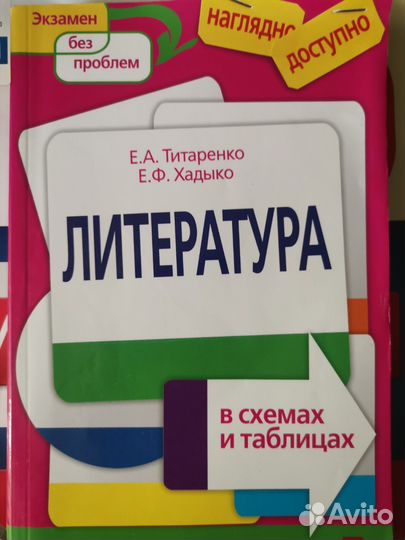 Экзамен
без
проблем
наглядно
доступно
Е.А. Титаренко
Е.Ф. Хадыко
ЛИТЕРАТУРА
в схемах
и таблицах
Avito